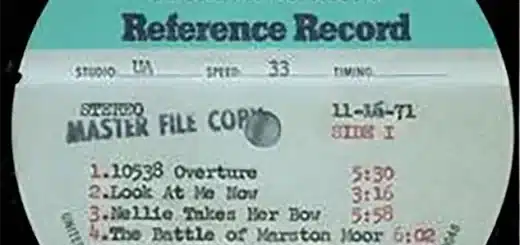 Reference Record
STUDIO UA SPEED 33 TIMING
STEREO 11-16-71
MASTER FILE COPY SIDE I
1.10538 Overture 5:30
2.Look At Me Now 3:16
3.Nellie Takes Her Bow 5:58
4.The Battle of Marston Moor 6:02